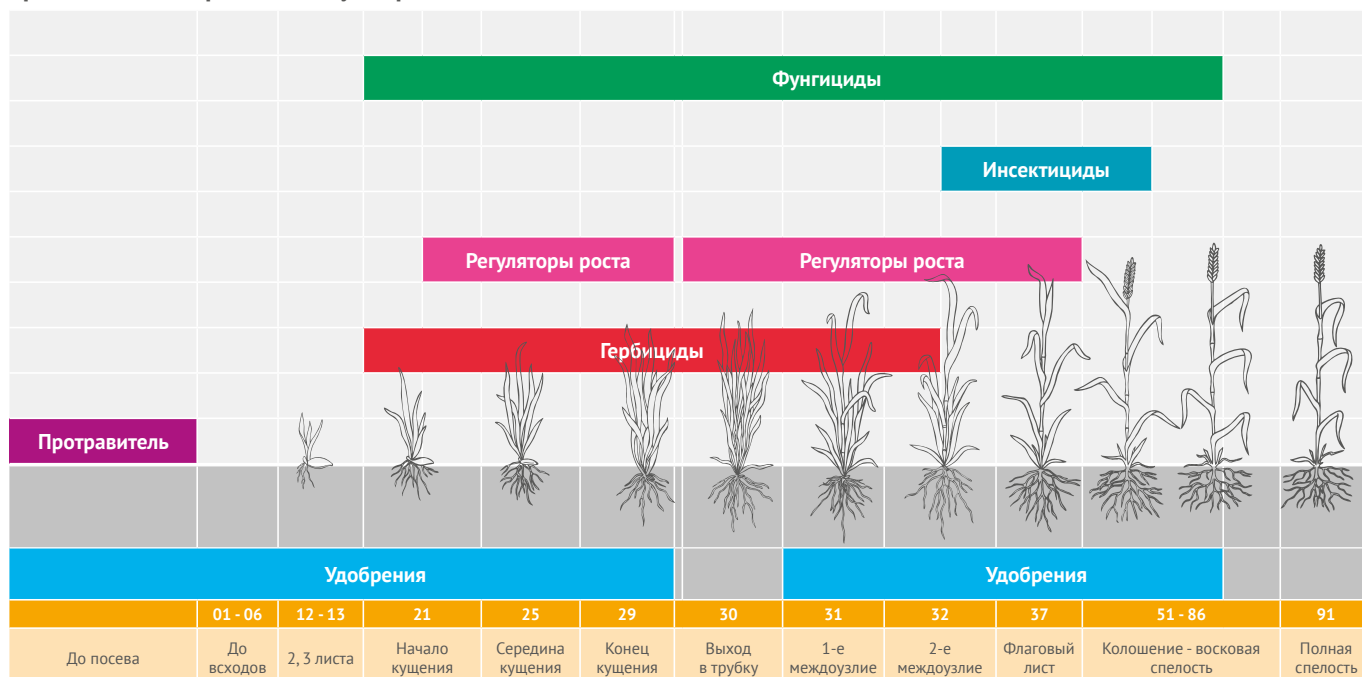 Фунгициды
Инсектициды
Регуляторы роста
Регуляторы роста
Гербициды
Протравитель
Удобрения
Удобрения
01 - 06
12 - 13
21
25
29
30
31
32
37
51 - 86
91
До посева
До
всходов
2, 3 листа
Начало
кущения
Середина
кущения
Конец
кущения
Выход
в трубку
1-е
междоузлие
2-е
междоузлие
Флаговый
лист
Колошение - восковая
спелость
Полная
спелость